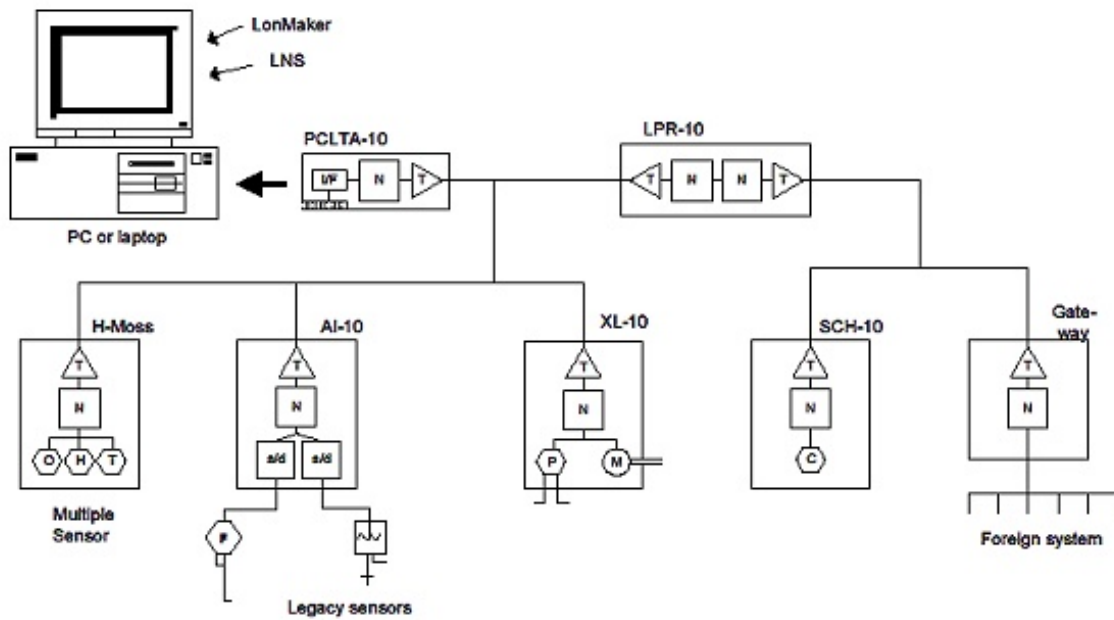 LonMaker
LNS
PCLTA-10
LPR-10
I/F
N
T
T
N
N
T
PC or laptop
H-Moss
AI-10
XL-10
SCH-10
Gate-
way
T
T
T
T
T
N
N
N
N
N
O
H
T
a/d
a/d
P
M
C
Multiple
Sensor
F
Foreign system
Legacy sensors